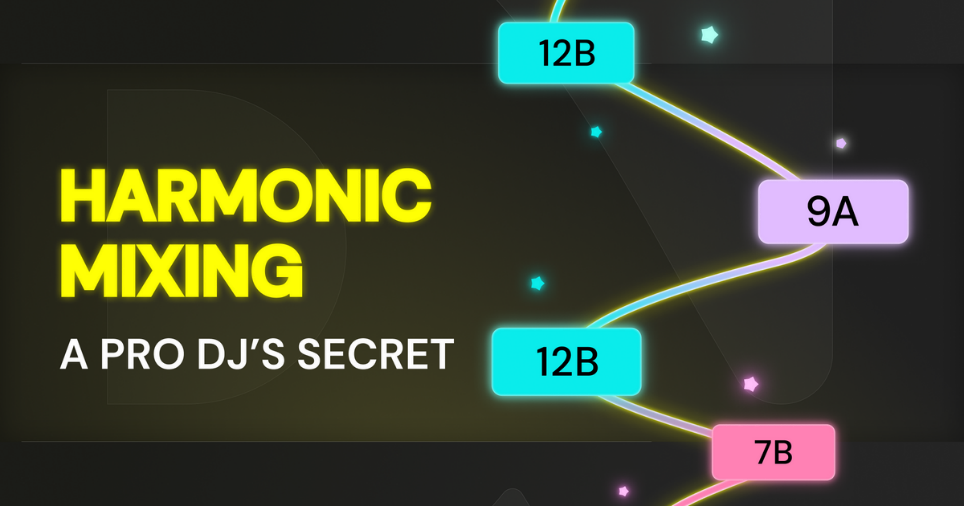 12B
9A
HARMONIC
MIXING
A PRO DJ’S SECRET
12B
7B